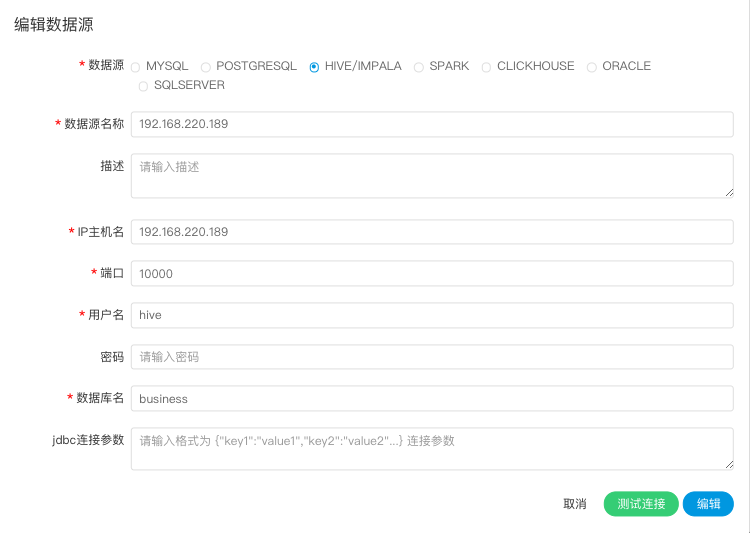 编辑数据源
* 数据源 MYSQL POSTGRESQL HIVE/IMPALA SPARK CLICKHOUSE ORACLE
SQLSERVER
* 数据源名称 192.168.220.189
描述 请输入描述
* IP主机名 192.168.220.189
* 端口 10000
* 用户名 hive
密码 请输入密码
* 数据库名 business
jdbc连接参数 请输入格式为 {"key1":"value1","key2":"value2"...} 连接参数
取消 测试连接 编辑